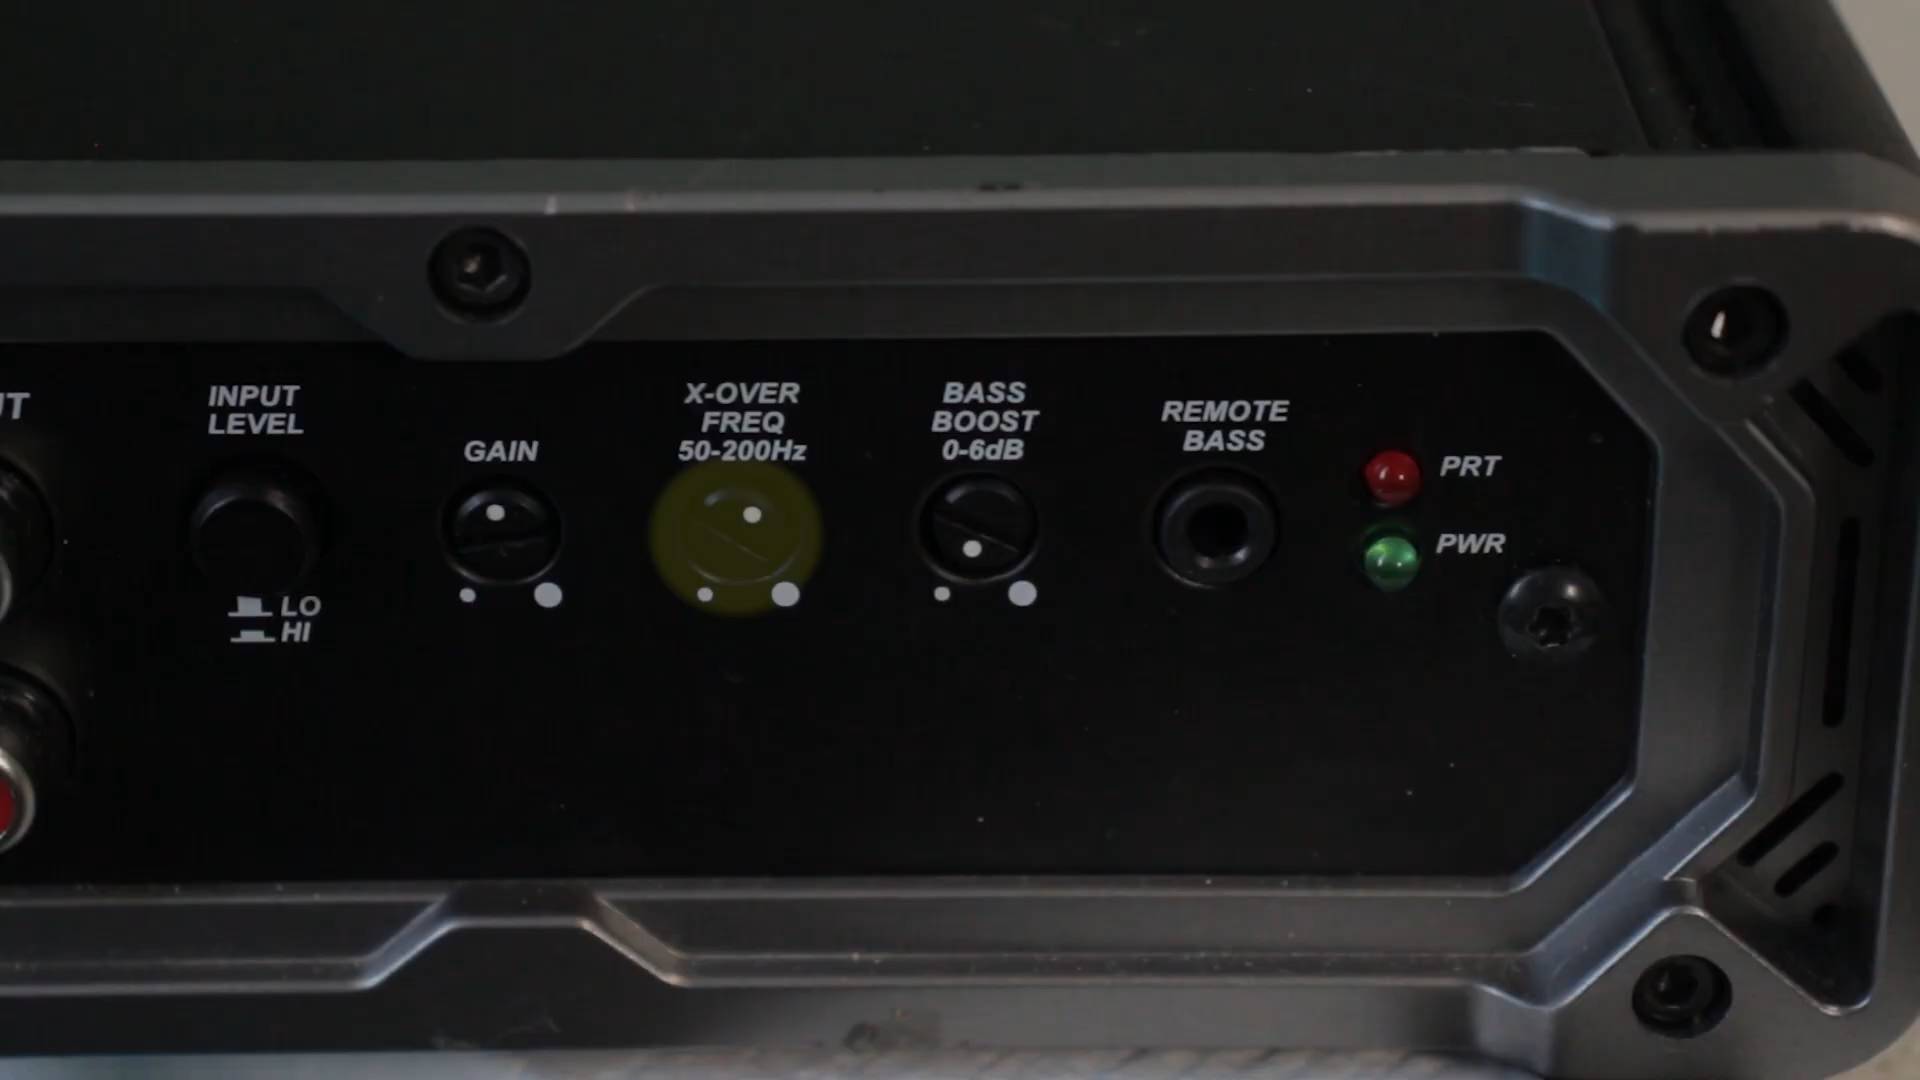 INPUT
LEVEL
LO
HI
GAIN
X-OVER
FREQ
50-200Hz
BASS
BOOST
0-6dB
REMOTE
BASS
PRT
PWR